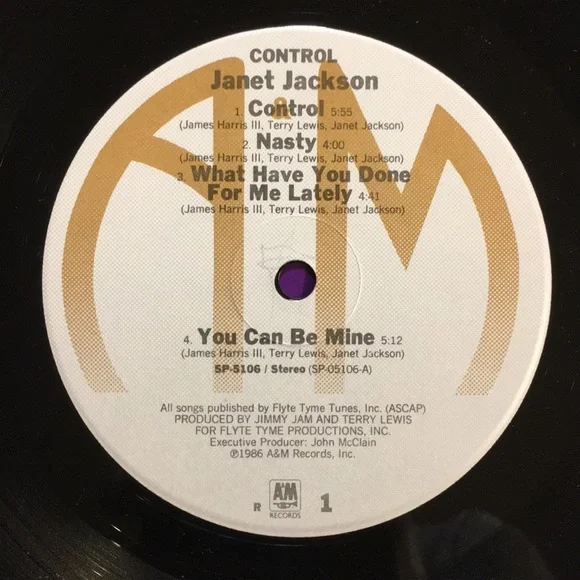 CONTROL
Janet Jackson
1. Control 5:55
(James Harris III, Terry Lewis, Janet Jackson)
2. Nasty 4:00
(James Harris III, Terry Lewis, Janet Jackson)
3. What Have You Done
For Me Lately 4:41
(James Harris III, Terry Lewis, Janet Jackson)
4. You Can Be Mine 5:12
(James Harris III, Terry Lewis, Janet Jackson)
SP-5106 / Stereo (SP-05106-A)
All songs published by Flyte Tyme Tunes, Inc. (ASCAP)
PRODUCED BY JIMMY JAM AND TERRY LEWIS
FOR FLYTE TYME PRODUCTIONS, INC.
Executive Producer: John McClain
℗1986 A&M Records, Inc.
R A&M RECORDS 1
A&M